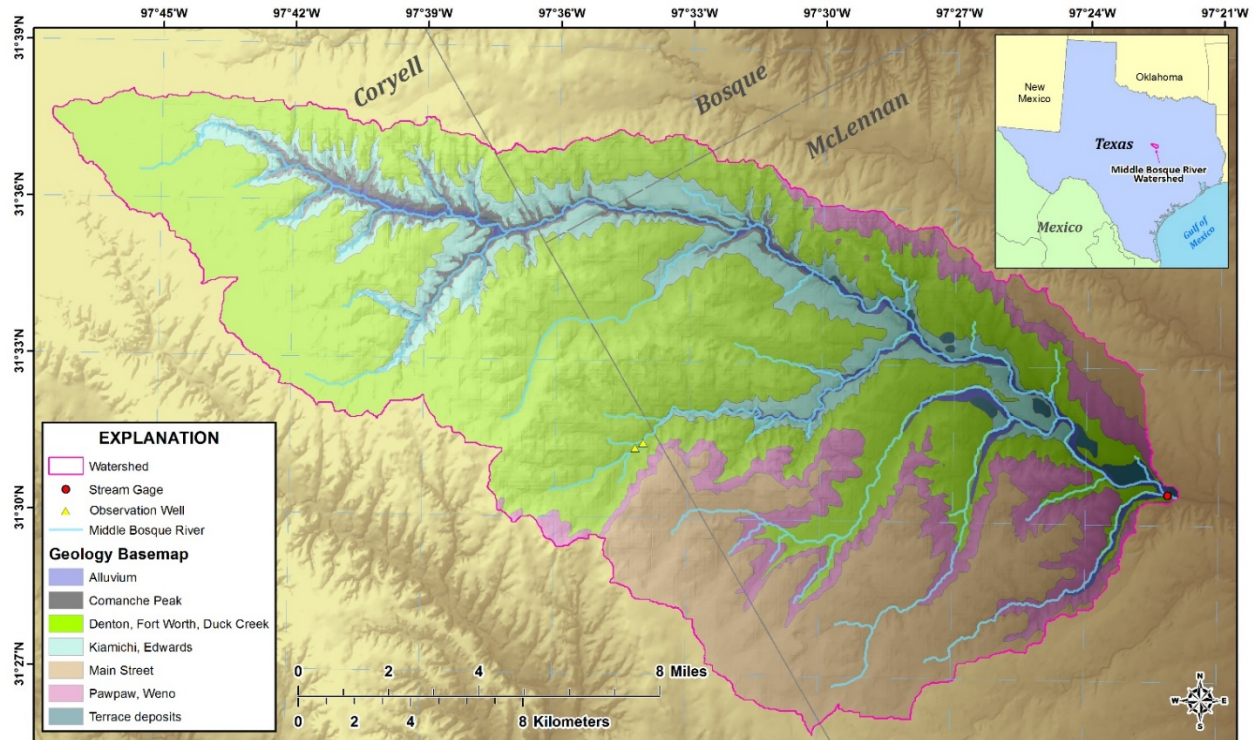 97°45'W 97°42'W 97°39'W 97°36'W 97°33'W 97°30'W 97°27'W 97°24'W 97°21'W
31°39'N
31°36'N
31°33'N
31°30'N
31°27'N
Coryell
Bosque
McLennan
New
Mexico
Oklahoma
Texas
Middle Bosque River
Watershed
Mexico
Gulf of
Mexico
EXPLANATION
Watershed
Stream Gage
Observation Well
Middle Bosque River
Geology Basemap
Alluvium
Comanche Peak
Denton, Fort Worth, Duck Creek
Kiamichi, Edwards
Main Street
Pawpaw, Weno
Terrace deposits
0 2 4 8 Miles
0 2 4 8 Kilometers
N
W E
S